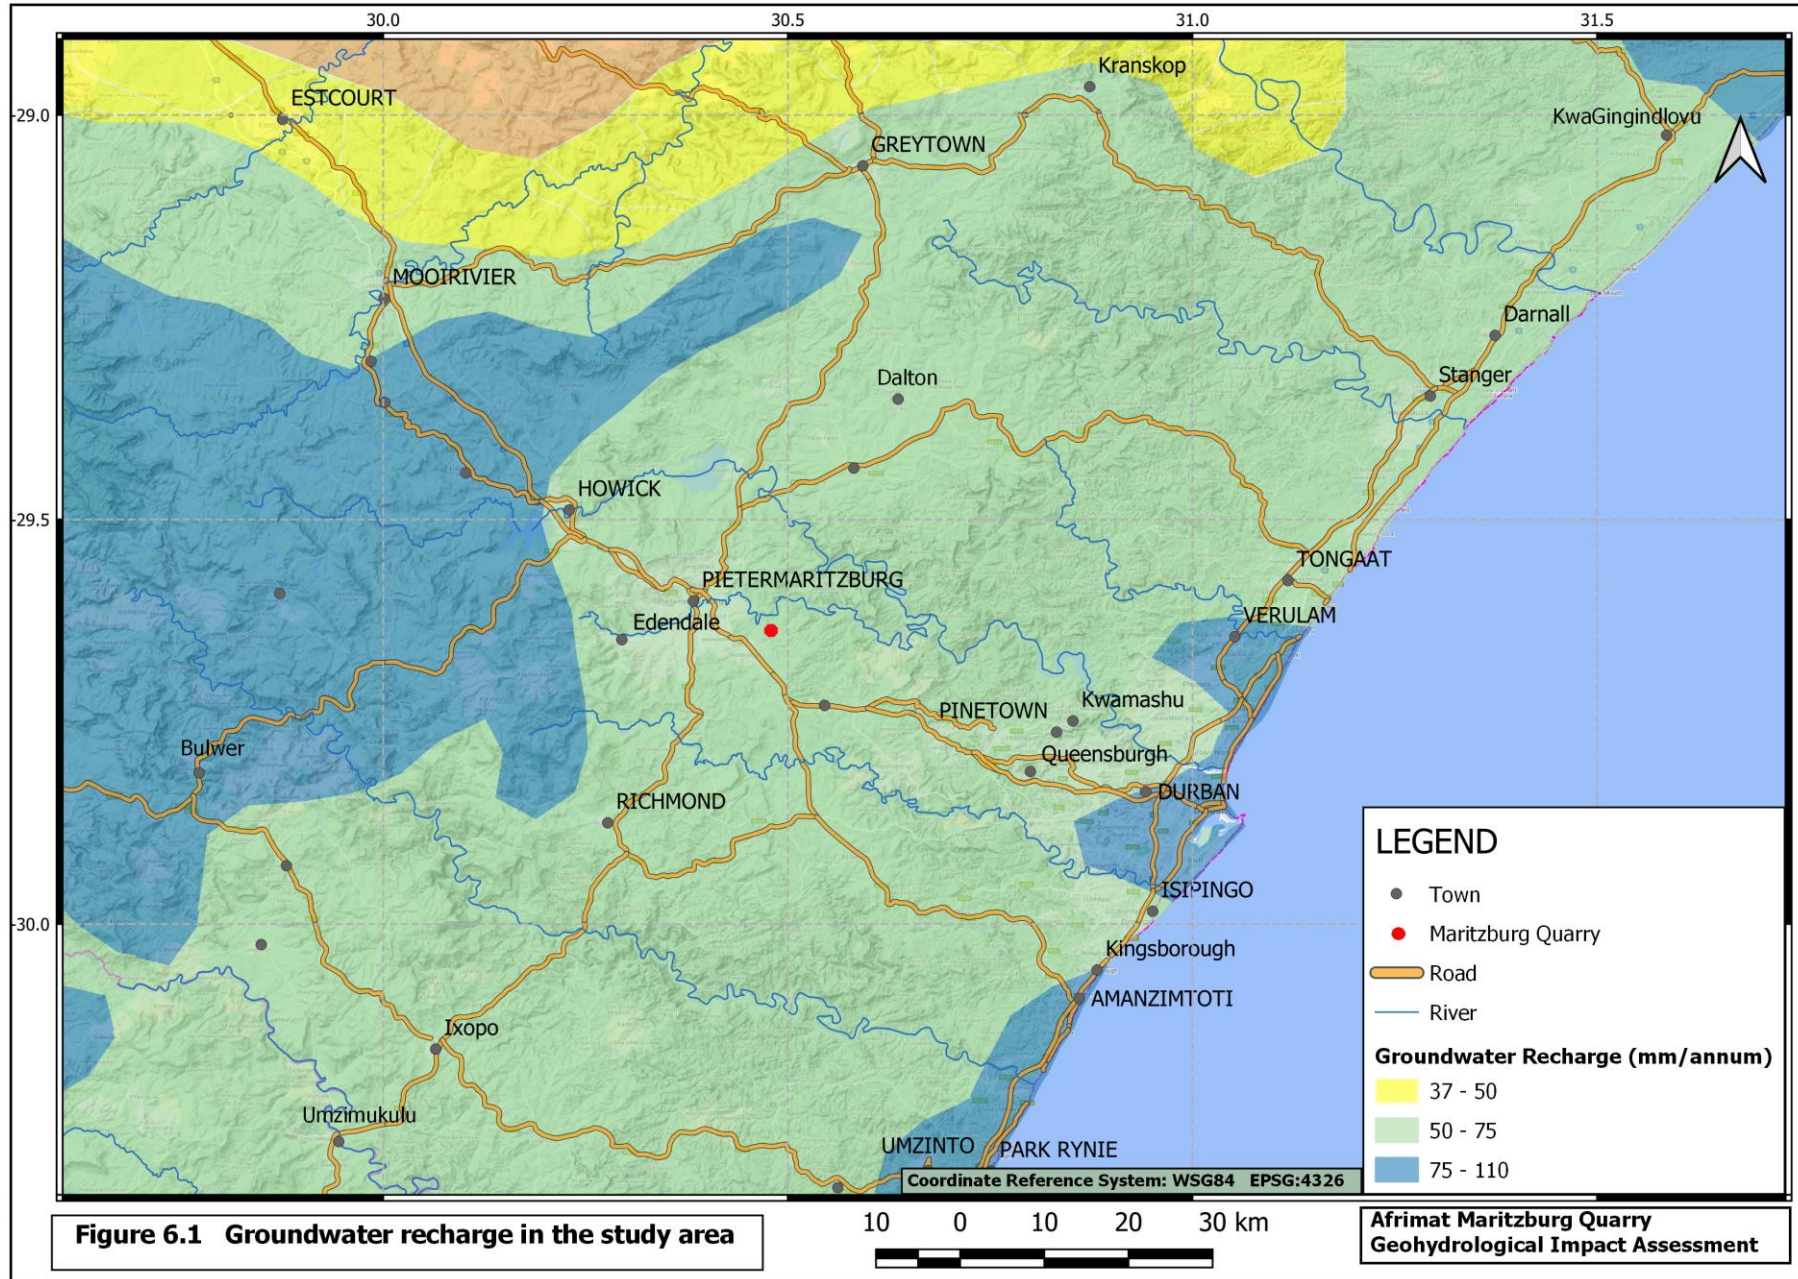 30.0
30.5
31.0
31.5
Kranskop
ESTCOURT
-29.0
KwaGingindlovu
GREYTOWN
MOOIRIVIER
Darnall
Dalton
Stanger
HOWICK
-29.5
TONGAAT
PIETERMARITZBURG
VERULAM
Edendale
Kwamashu
PINETOWN
Bulwer
Queensburgh
DURBAN
RICHMOND
ISIPINGO
-30.0
Kingsborough
AMANZIMTOTI
Ixopo
Umzimukulu
UMZINTO
PARK RYNIE
LEGEND
Town
Maritzburg Quarry
Road
River
Groundwater Recharge (mm/annum)
37 - 50
50 - 75
75 - 110
Coordinate Reference System: WSG84 EPSG:4326
Figure 6.1 Groundwater recharge in the study area
10 0 10 20 30 km
Afrimat Maritzburg Quarry
Geohydrological Impact Assessment